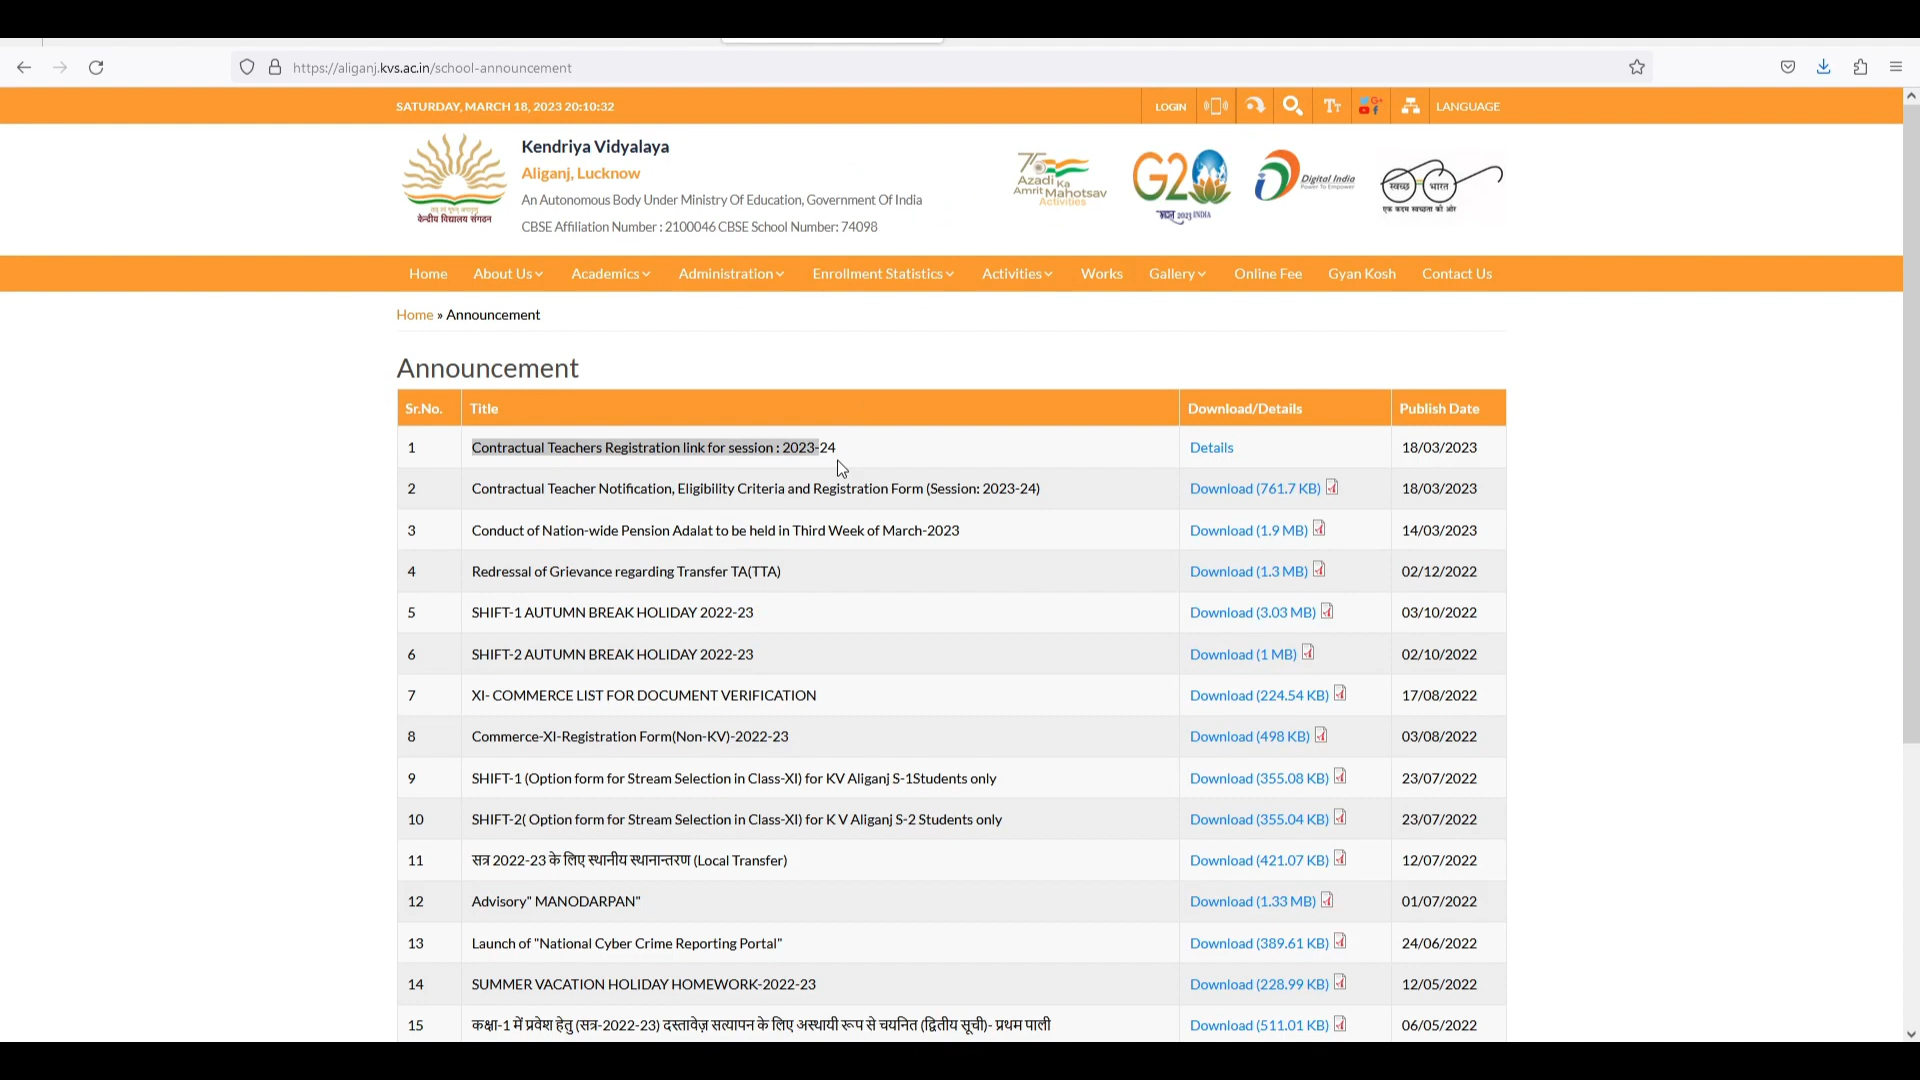 https://aliganj.kvs.ac.in/school-announcement
SATURDAY, MARCH 18, 2023 20:10:32
LOGIN
LANGUAGE
Kendriya Vidyalaya
Aliganj, Lucknow
An Autonomous Body Under Ministry Of Education, Government Of India
CBSE Affiliation Number : 2100046 CBSE School Number: 74098
केन्द्रीय विद्यालय संगठन
75
Azadi Ka
Amrit Mahotsav
Activities
G20
2023 INDIA
Digital India
Power To Empower
स्वच्छ भारत
एक कदम स्वच्छता की ओर
Home About Us Academics Administration Enrollment Statistics Activities Works Gallery Online Fee Gyan Kosh Contact Us
Home » Announcement
Announcement
Sr.No. Title Download/Details Publish Date
1 Contractual Teachers Registration link for session : 2023-24 Details 18/03/2023
2 Contractual Teacher Notification, Eligibility Criteria and Registration Form (Session: 2023-24) Download (761.7 KB) 18/03/2023
3 Conduct of Nation-wide Pension Adalat to be held in Third Week of March-2023 Download (1.9 MB) 14/03/2023
4 Redressal of Grievance regarding Transfer TA(TTA) Download (1.3 MB) 02/12/2022
5 SHIFT-1 AUTUMN BREAK HOLIDAY 2022-23 Download (3.03 MB) 03/10/2022
6 SHIFT-2 AUTUMN BREAK HOLIDAY 2022-23 Download (1 MB) 02/10/2022
7 XI- COMMERCE LIST FOR DOCUMENT VERIFICATION Download (224.54 KB) 17/08/2022
8 Commerce-XI-Registration Form(Non-KV)-2022-23 Download (498 KB) 03/08/2022
9 SHIFT-1 (Option form for Stream Selection in Class-XI) for KV Aliganj S-1Students only Download (355.08 KB) 23/07/2022
10 SHIFT-2( Option form for Stream Selection in Class-XI) for K V Aliganj S-2 Students only Download (355.04 KB) 23/07/2022
11 सत्र 2022-23 के लिए स्थानीय स्थानान्तरण (Local Transfer) Download (421.07 KB) 12/07/2022
12 Advisory" MANODARPAN" Download (1.33 MB) 01/07/2022
13 Launch of "National Cyber Crime Reporting Portal" Download (389.61 KB) 24/06/2022
14 SUMMER VACATION HOLIDAY HOMEWORK-2022-23 Download (228.99 KB) 12/05/2022
15 कक्षा-1 में प्रवेश हेतु (सत्र-2022-23) दस्तावेज़ सत्यापन के लिए अस्थायी रूप से चयनित (द्वितीय सूची)- प्रथम पाली Download (511.01 KB) 06/05/2022